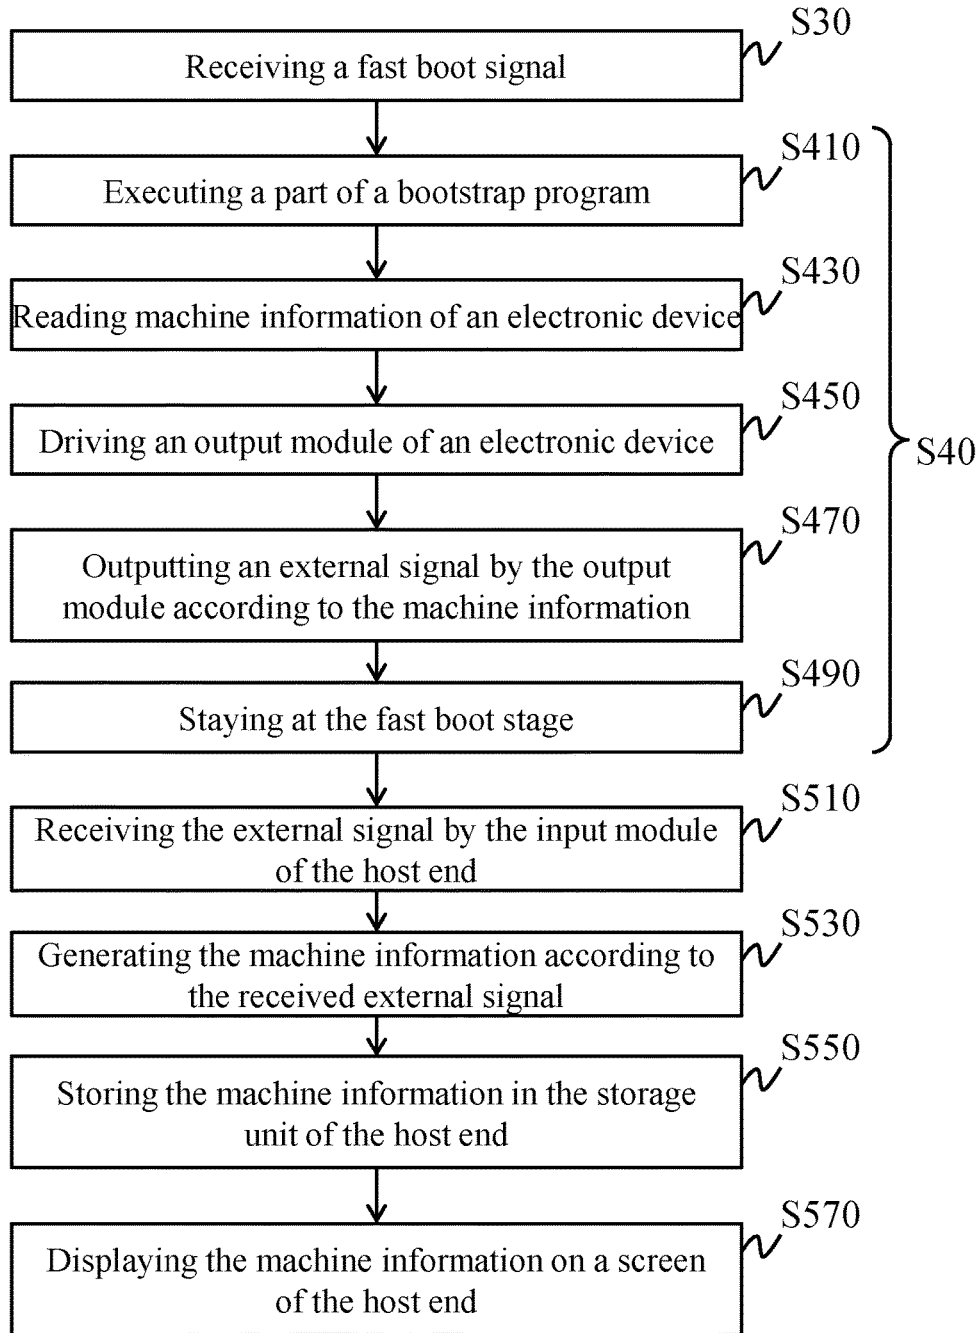 S30
Receiving a fast boot signal
S410
Executing a part of a bootstrap program
S430
Reading machine information of an electronic device
S450
Driving an output module of an electronic device
S40
S470
Outputting an external signal by the output
module according to the machine information
S490
Staying at the fast boot stage
S510
Receiving the external signal by the input module
of the host end
S530
Generating the machine information according to
the received external signal
S550
Storing the machine information in the storage
unit of the host end
S570
Displaying the machine information on a screen
of the host end